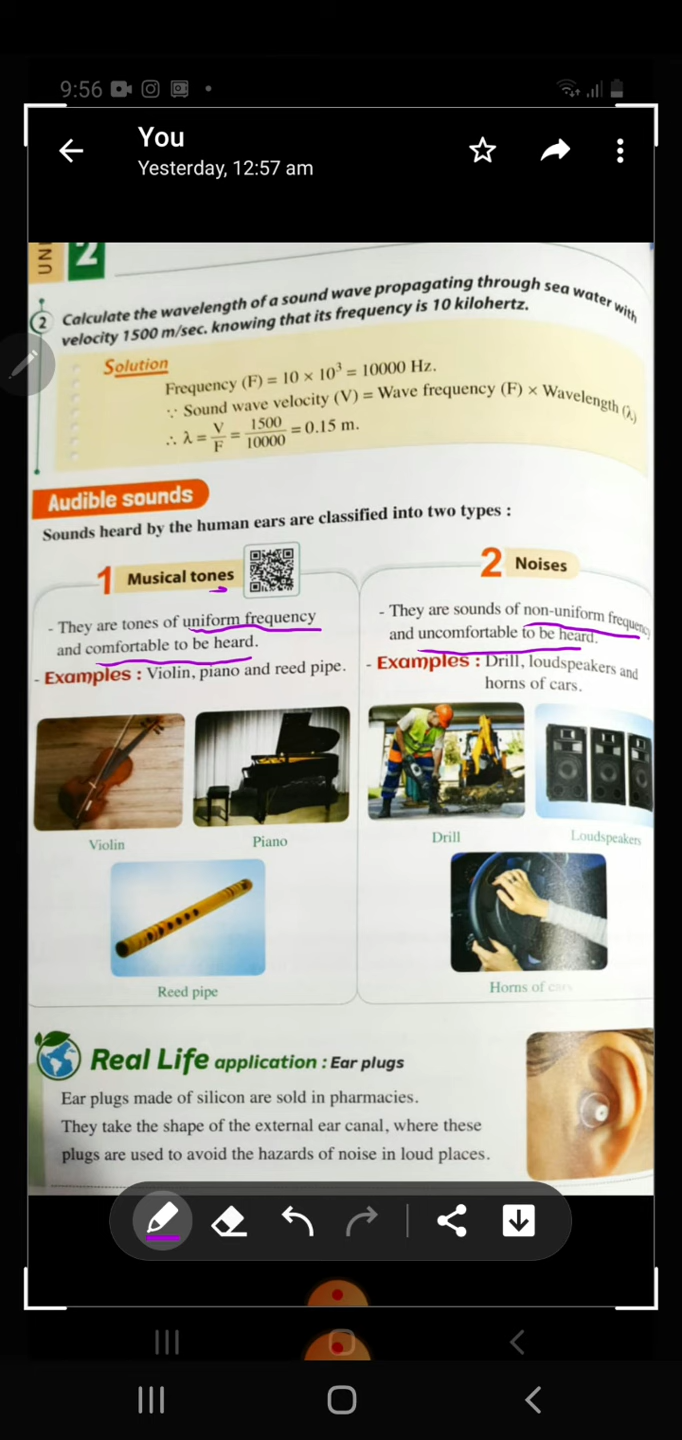 9:56
You
Yesterday, 12:57 am
UNI
2
2 Calculate the wavelength of a sound wave propagating through sea water with
velocity 1500 m/sec. knowing that its frequency is 10 kilohertz.
Solution
Frequency (F) = 10 × 10³ = 10000 Hz.
∵ Sound wave velocity (V) = Wave frequency (F) × Wavelength (λ)
∴ λ = V/F = 1500/10000 = 0.15 m.
Audible sounds
Sounds heard by the human ears are classified into two types :
1 Musical tones
- They are tones of uniform frequency
and comfortable to be heard.
- Examples : Violin, piano and reed pipe.
Violin
Piano
Reed pipe
2 Noises
- They are sounds of non-uniform frequency
and uncomfortable to be heard.
- Examples : Drill, loudspeakers and
horns of cars.
Drill
Loudspeakers
Horns of cars
Real Life application : Ear plugs
Ear plugs made of silicon are sold in pharmacies.
They take the shape of the external ear canal, where these
plugs are used to avoid the hazards of noise in loud places.